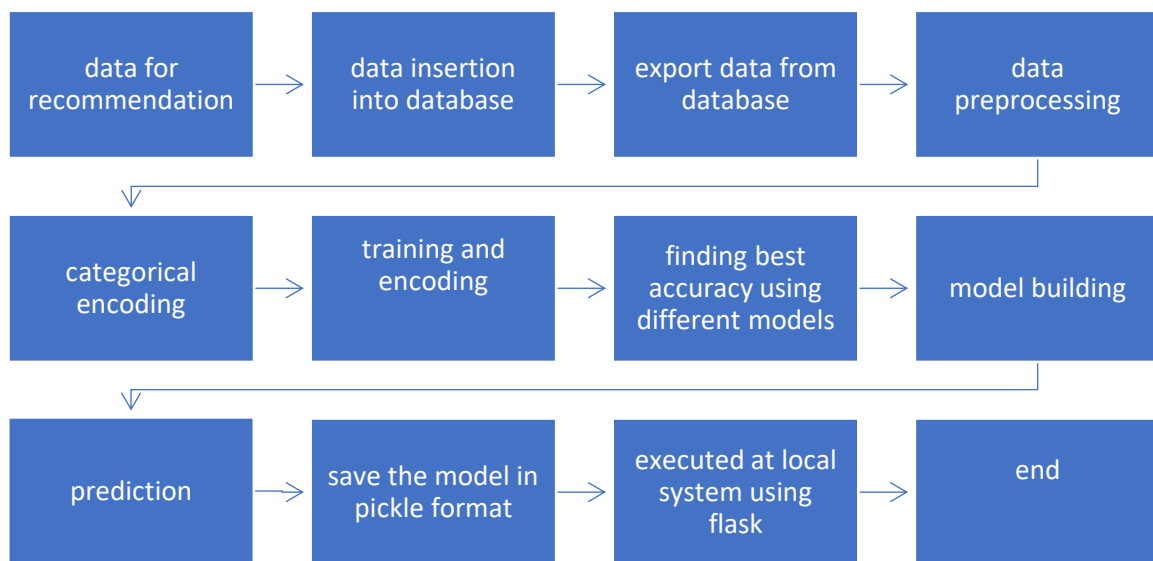 data for
recommendation
data insertion
into database
export data from
database
data
preprocessing
categorical
encoding
training and
encoding
finding best
accuracy using
different models
model building
prediction
save the model in
pickle format
executed at local
system using
flask
end